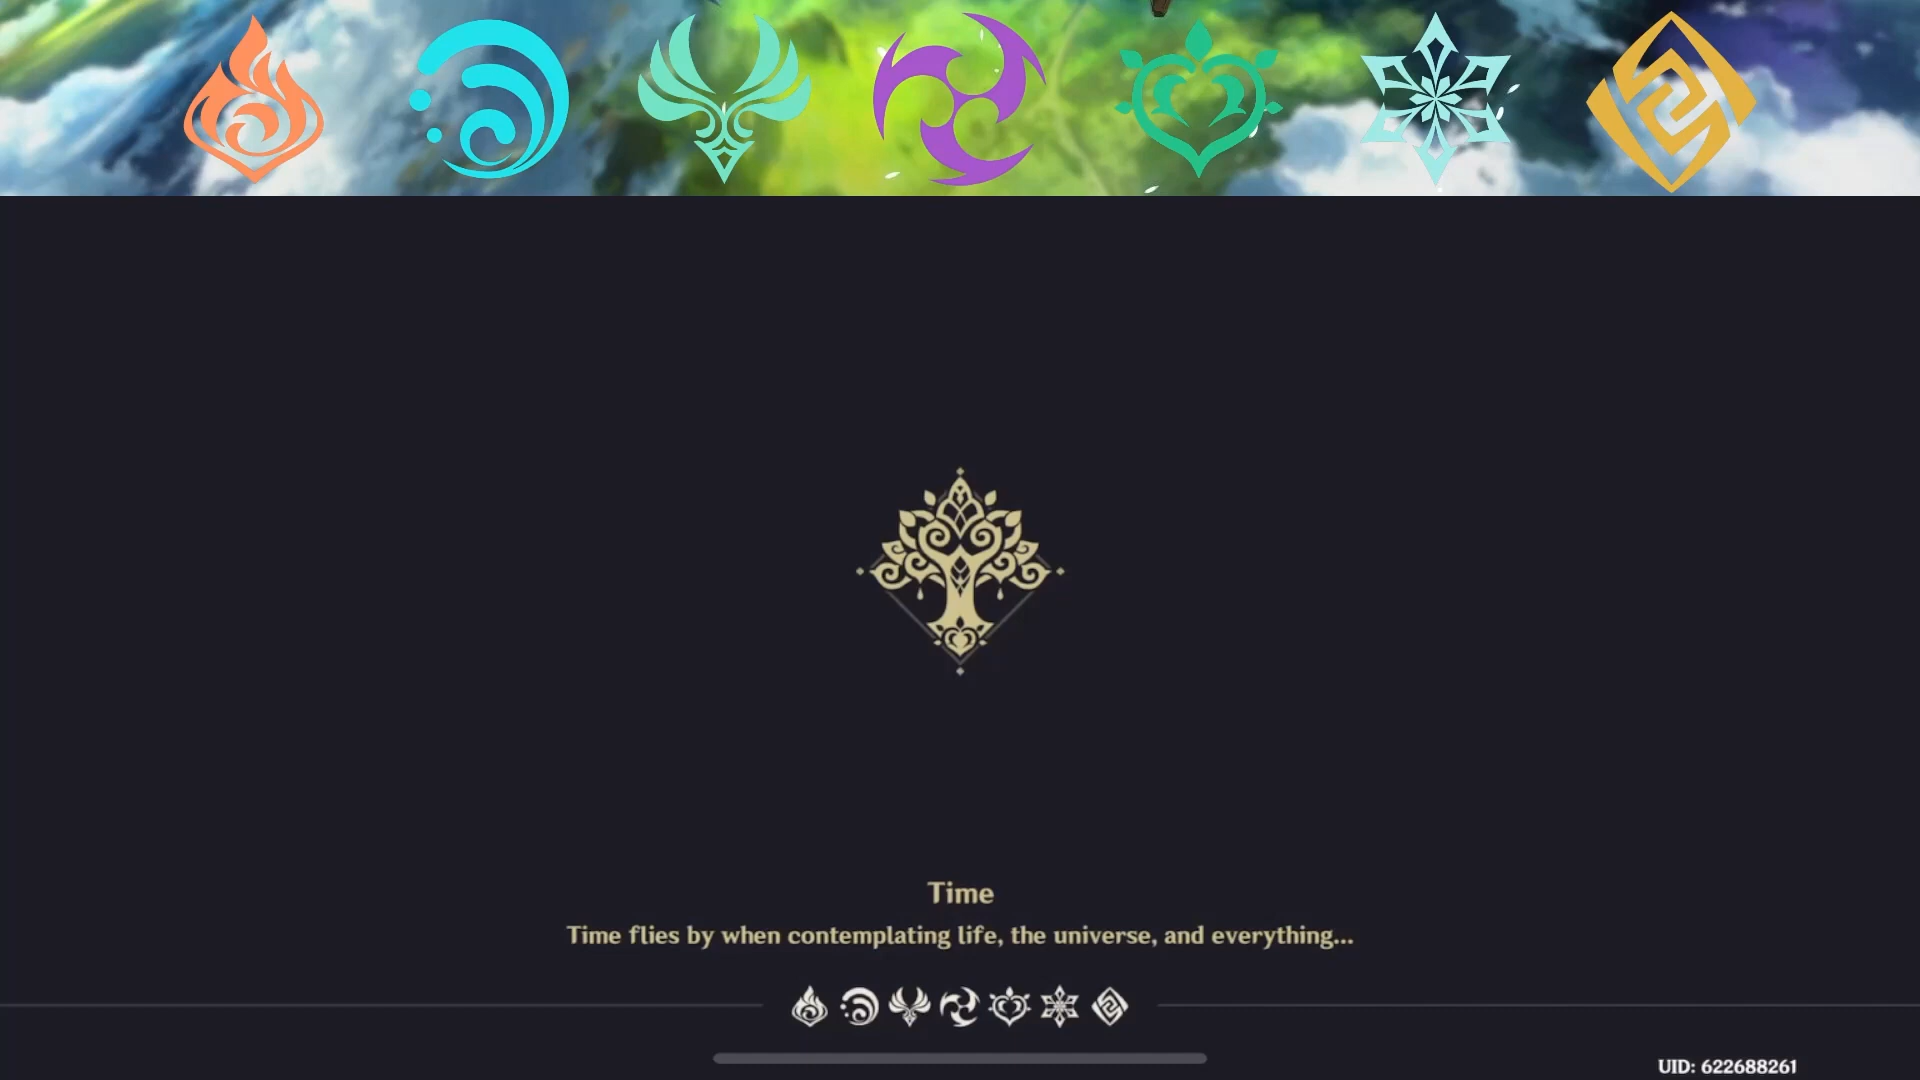 Time
Time flies by when contemplating life, the universe, and everything...
UID: 622688261